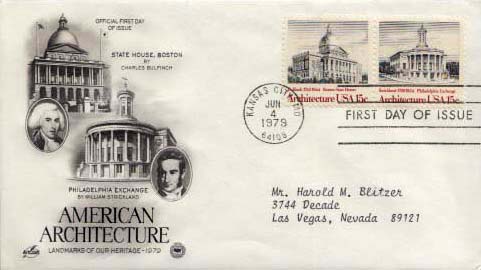 OFFICIAL FIRST DAY
OF ISSUE
STATE HOUSE, BOSTON
BY
CHARLES BULFINCH
PHILADELPHIA EXCHANGE
BY WILLIAM STRICKLAND
AMERICAN
ARCHITECTURE
LANDMARKS OF OUR HERITAGE - 1979
Architecture USA 15c
Architecture USA 15c
KANSAS CITY, MO
JUN
4
1979
64108
FIRST DAY OF ISSUE
Mr. Harold M. Blitzer
3744 Decade
Las Vegas, Nevada 89121